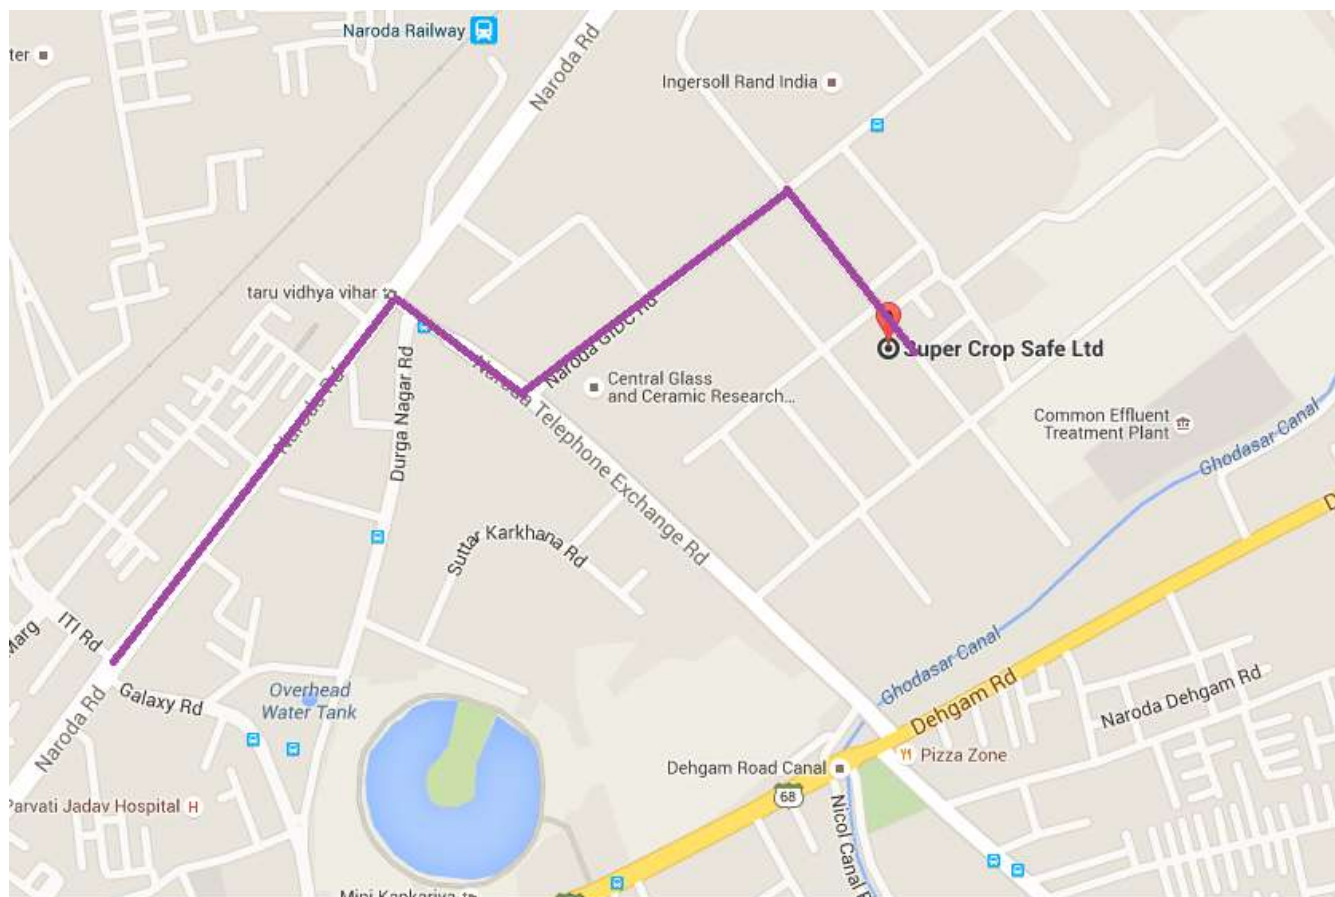 Naroda Railway
Naroda Rd
ter
Ingersoll Rand India
taru vidhya vihar
Naroda GIDC Rd
Super Crop Safe Ltd
Naroda Rd
Durga Nagar Rd
Naroda Telephone Exchange Rd
Central Glass
and Ceramic Research...
Common Effluent
Treatment Plant
Ghodasar Canal
D
Suttar Karkhana Rd
Marg
ITI Rd
Galaxy Rd
Overhead
Water Tank
Naroda Rd
Ghodasar Canal
Dehgam Rd
Naroda Dehgam Rd
Pizza Zone
Dehgam Road Canal
68
Parvati Jadav Hospital H
Nicol Canal R
Mini Kankariya